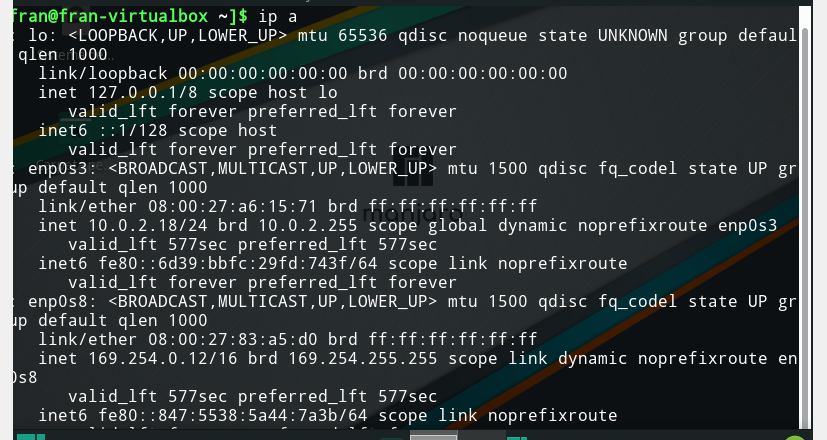 fran@fran-virtualbox ~]$ ip a
: lo: <LOOPBACK,UP,LOWER_UP> mtu 65536 qdisc noqueue state UNKNOWN group defaul
qlen 1000
link/loopback 00:00:00:00:00:00 brd 00:00:00:00:00:00
inet 127.0.0.1/8 scope host lo
valid_lft forever preferred_lft forever
inet6 ::1/128 scope host
valid_lft forever preferred_lft forever
: enp0s3: <BROADCAST,MULTICAST,UP,LOWER_UP> mtu 1500 qdisc fq_codel state UP gr
up default qlen 1000
link/ether 08:00:27:a6:15:71 brd ff:ff:ff:ff:ff:ff
manjaro
inet 10.0.2.18/24 brd 10.0.2.255 scope global dynamic noprefixroute enp0s3
valid_lft 577sec preferred_lft 577sec
inet6 fe80::6d39:bbfc:29fd:743f/64 scope link noprefixroute
valid_lft forever preferred_lft forever
: enp0s8: <BROADCAST,MULTICAST,UP,LOWER_UP> mtu 1500 qdisc fq_codel state UP gr
up default qlen 1000
link/ether 08:00:27:83:a5:d0 brd ff:ff:ff:ff:ff:ff
inet 169.254.0.12/16 brd 169.254.255.255 scope link dynamic noprefixroute en
0s8
valid_lft 577sec preferred_lft 577sec
inet6 fe80::847:5538:5a44:7a3b/64 scope link noprefixroute